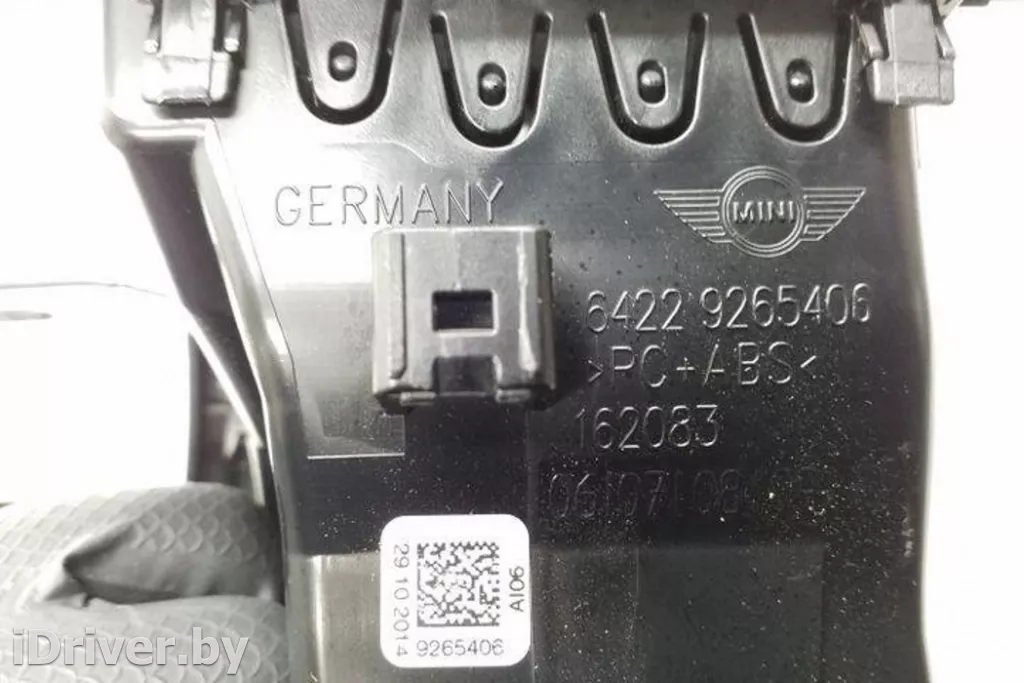 GERMANY
MINI
6422 9265406
>PC+ABS<
162083
29 10 2014
AI06
9265406
iDriver.by